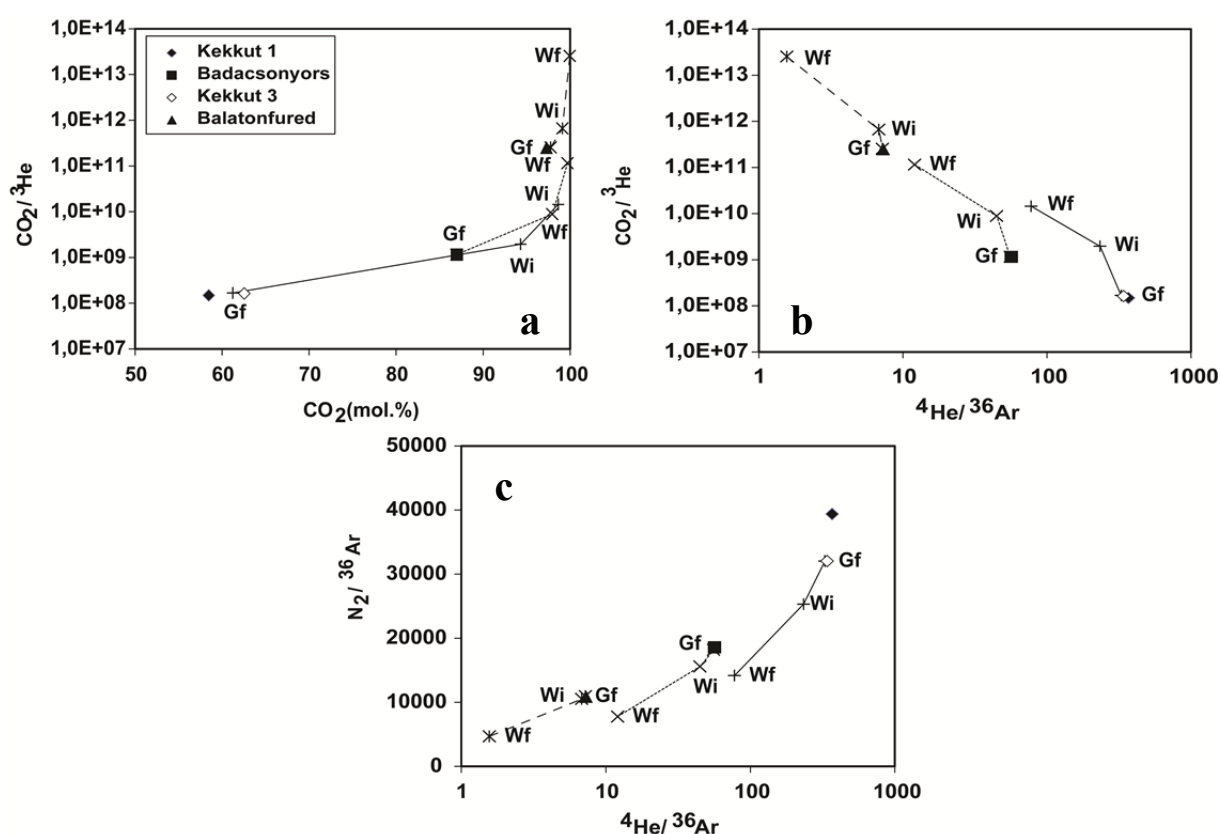 1,0E+14
1,0E+13
1,0E+12
1,0E+11
1,0E+10
1,0E+09
1,0E+08
1,0E+07
CO2/ 3He
Kekkut 1
Badacsonyors
Kekkut 3
Balatonfured
Wf
Wi
Gf
Wf
Wi
Wf
Gf
Wi
Gf
a
50 60 70 80 90 100
CO2(mol.%)
1,0E+14
1,0E+13
1,0E+12
1,0E+11
1,0E+10
1,0E+09
1,0E+08
1,0E+07
CO2/ 3He
Wf
Wi
Gf
Wf
Wi
Wf
Gf
Wi
Gf
b
1 10 100 1000
4He/ 36Ar
50000
40000
30000
20000
10000
0
N2/ 36Ar
c
Gf
Wi
Gf
Wi
Wi
Gf
Wf
Wf
Wf
1 10 100 1000
4He/ 36Ar